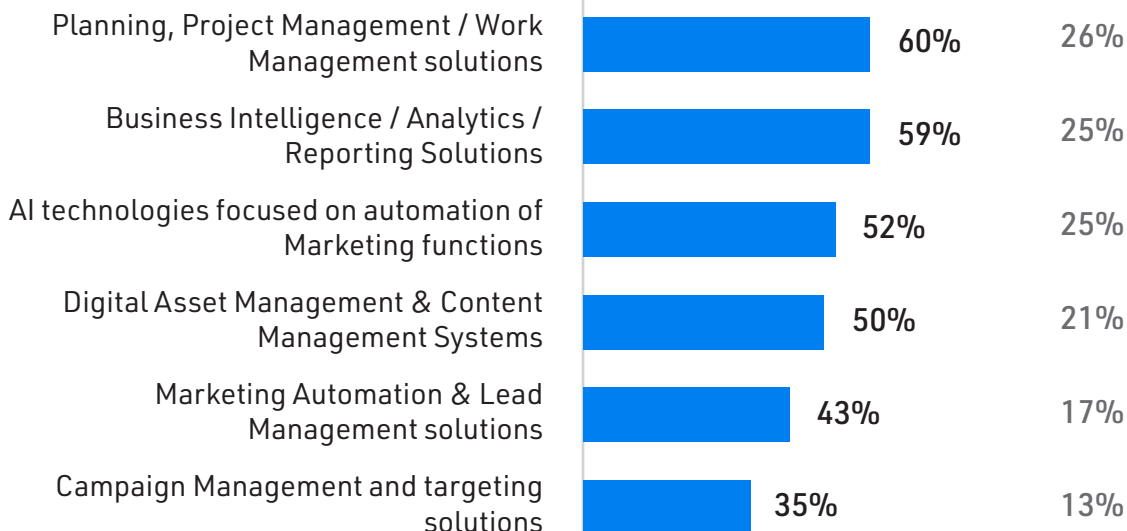 Planning, Project Management / Work
Management solutions
60%
26%
Business Intelligence / Analytics /
Reporting Solutions
59%
25%
AI technologies focused on automation of
Marketing functions
52%
25%
Digital Asset Management & Content
Management Systems
50%
21%
Marketing Automation & Lead
Management solutions
43%
17%
Campaign Management and targeting
solutions
35%
13%